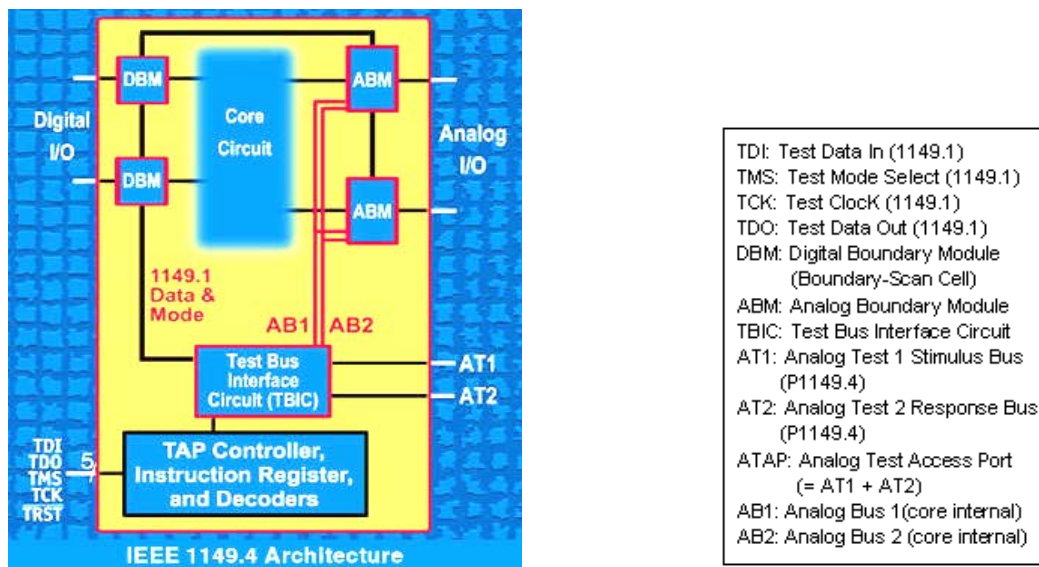 DBM
ABM
Core
Circuit
Digital
I/O
Analog
I/O
DBM
ABM
1149.1
Data &
Mode
AB1
AB2
Test Bus
Interface
Circuit (TBIC)
AT1
AT2
TDI
TDO
TMS
TCK
TRST
5
TAP Controller,
Instruction Register,
and Decoders
IEEE 1149.4 Architecture
TDI: Test Data In (1149.1)
TMS: Test Mode Select (1149.1)
TCK: Test ClocK (1149.1)
TDO: Test Data Out (1149.1)
DBM: Digital Boundary Module
(Boundary-Scan Cell)
ABM: Analog Boundary Module
TBIC: Test Bus Interface Circuit
AT1: Analog Test 1 Stimulus Bus
(P1149.4)
AT2: Analog Test 2 Response Bus
(P1149.4)
ATAP: Analog Test Access Port
(= AT1 + AT2)
AB1: Analog Bus 1(core internal)
AB2: Analog Bus 2 (core internal)